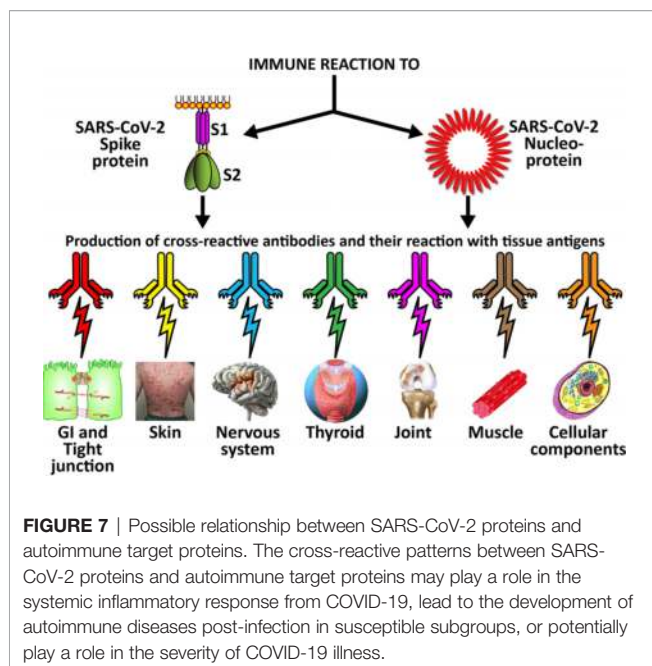 IMMUNE REACTION TO
SARS-CoV-2
Spike
protein
S1
S2
SARS-CoV-2
Nucleo-
protein
Production of cross-reactive antibodies and their reaction with tissue antigens
GI and
Tight
junction
Skin
Nervous
system
Thyroid
Joint
Muscle
Cellular
components
FIGURE 7 | Possible relationship between SARS-CoV-2 proteins and
autoimmune target proteins. The cross-reactive patterns between SARS-
CoV-2 proteins and autoimmune target proteins may play a role in the
systemic inflammatory response from COVID-19, lead to the development of
autoimmune diseases post-infection in susceptible subgroups, or potentially
play a role in the severity of COVID-19 illness.